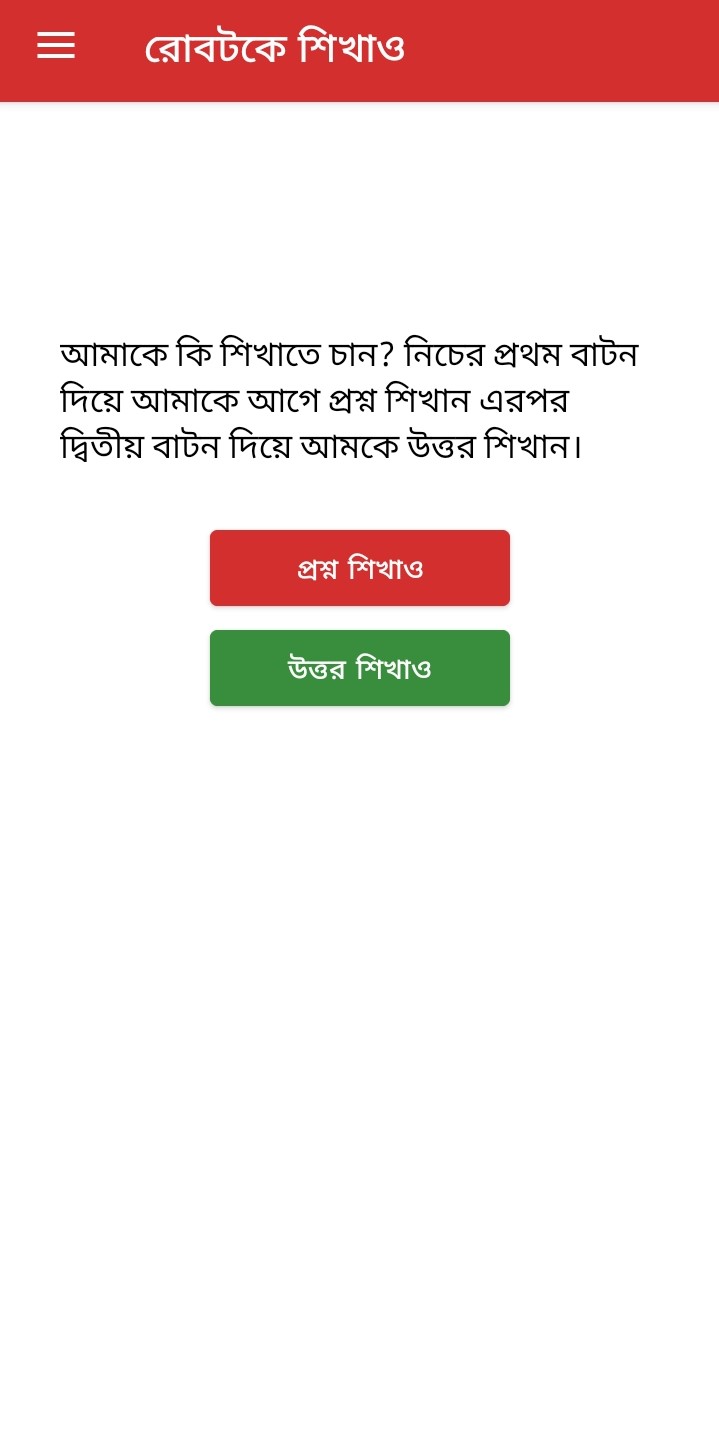 রোবটকে শিখাও
আমাকে কি শিখাতে চান? নিচের প্রথম বাটন
দিয়ে আমাকে আগে প্রশ্ন শিখান এরপর
দ্বিতীয় বাটন দিয়ে আমকে উত্তর শিখান।
প্রশ্ন শিখাও
উত্তর শিখাও